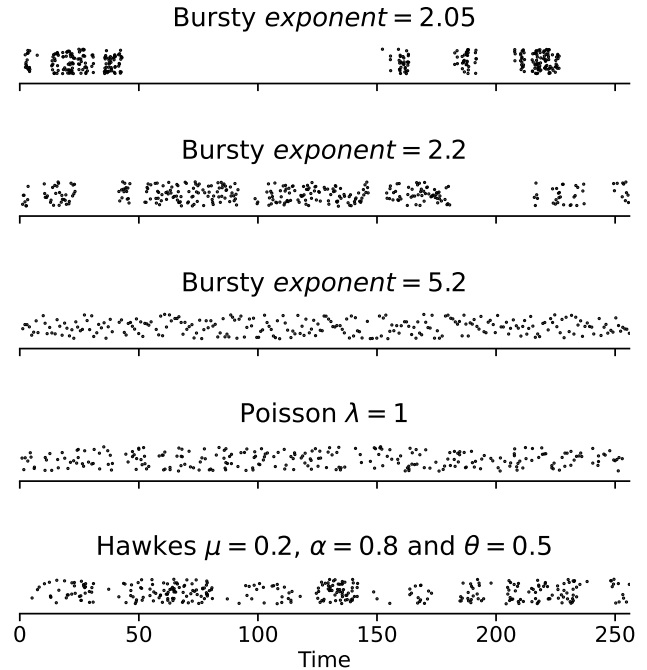 Bursty exponent = 2.05
Bursty exponent = 2.2
Bursty exponent = 5.2
Poisson λ = 1
Hawkes μ = 0.2, α = 0.8 and θ = 0.5
0 50 100 150 200 250
Time